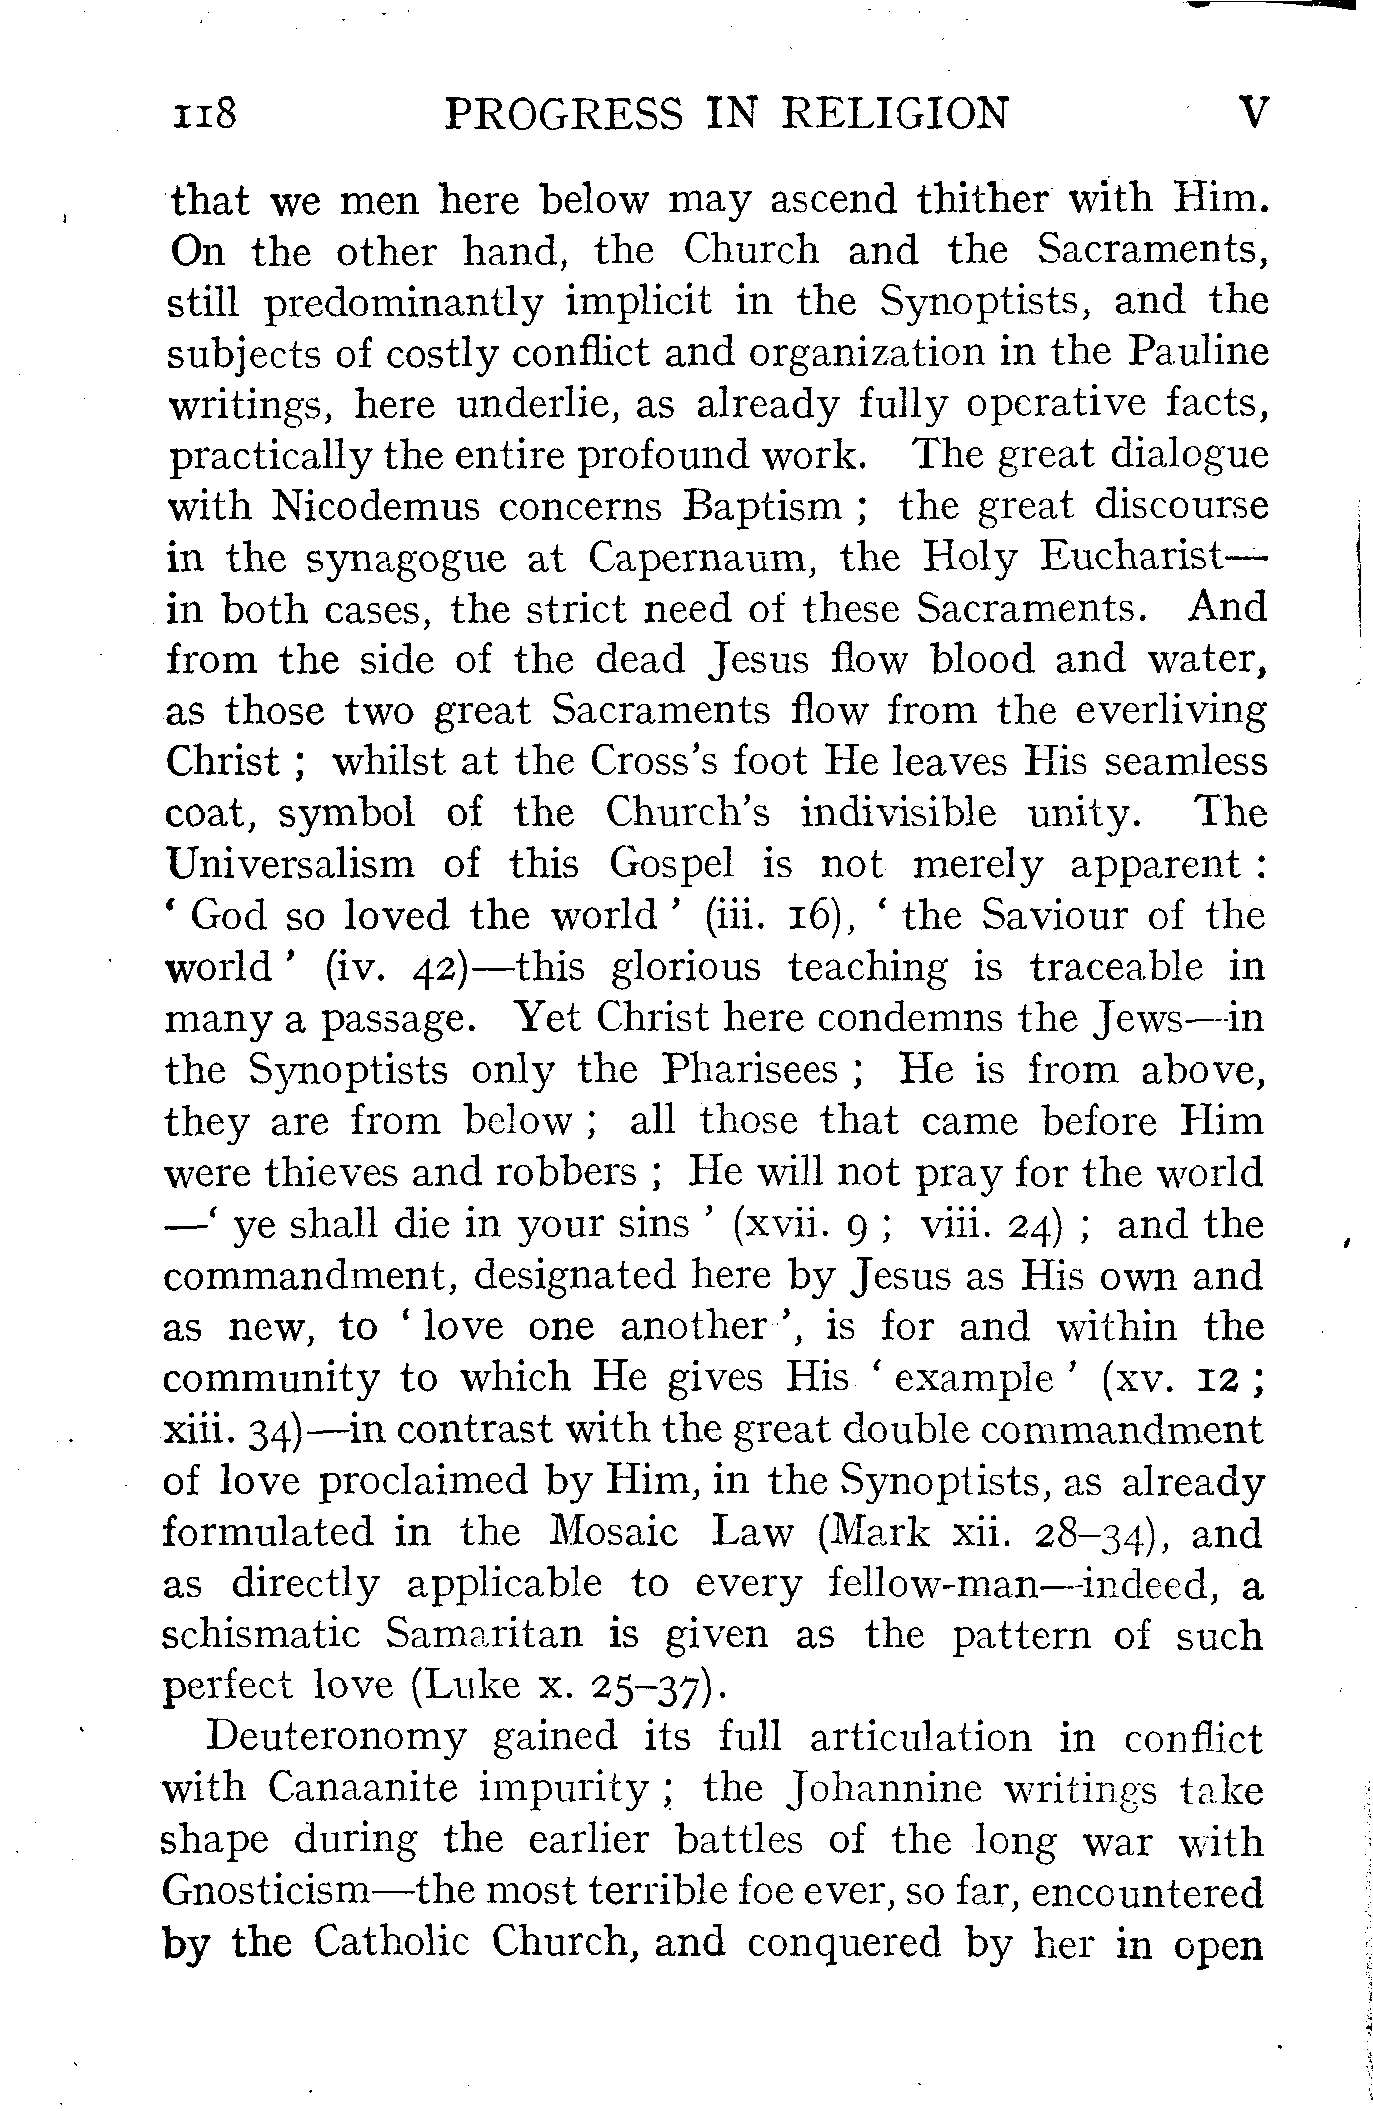 118 PROGRESS IN RELIGION V
that we men here below may ascend thither with Him.
On the other hand, the Church and the Sacraments,
still predominantly implicit in the Synoptists, and the
subjects of costly conflict and organization in the Pauline
writings, here underlie, as already fully operative facts,
practically the entire profound work. The great dialogue
with Nicodemus concerns Baptism ; the great discourse
in the synagogue at Capernaum, the Holy Eucharist—
in both cases, the strict need of these Sacraments. And
from the side of the dead Jesus flow blood and water,
as those two great Sacraments flow from the everliving
Christ ; whilst at the Cross's foot He leaves His seamless
coat, symbol of the Church's indivisible unity. The
Universalism of this Gospel is not merely apparent :
‘ God so loved the world ’ (iii. 16), ‘ the Saviour of the
world ’ (iv. 42)—this glorious teaching is traceable in
many a passage. Yet Christ here condemns the Jews—in
the Synoptists only the Pharisees ; He is from above,
they are from below ; all those that came before Him
were thieves and robbers ; He will not pray for the world
—‘ ye shall die in your sins ’ (xvii. 9 ; viii. 24) ; and the
commandment, designated here by Jesus as His own and
as new, to ‘ love one another ’, is for and within the
community to which He gives His ‘ example ’ (xv. 12 ;
xiii. 34)—in contrast with the great double commandment
of love proclaimed by Him, in the Synoptists, as already
formulated in the Mosaic Law (Mark xii. 28–34), and
as directly applicable to every fellow-man—indeed, a
schismatic Samaritan is given as the pattern of such
perfect love (Luke x. 25–37).
Deuteronomy gained its full articulation in conflict
with Canaanite impurity ; the Johannine writings take
shape during the earlier battles of the long war with
Gnosticism—the most terrible foe ever, so far, encountered
by the Catholic Church, and conquered by her in open